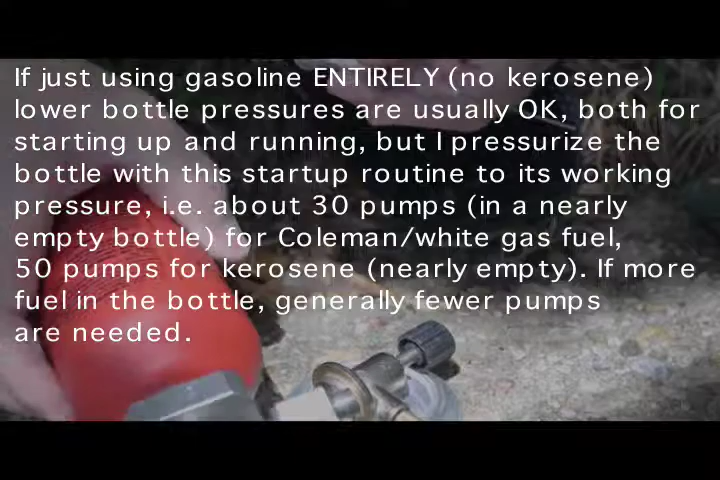 If just using gasoline ENTIRELY (no kerosene)
lower bottle pressures are usually OK, both for
starting up and running, but I pressurize the
bottle with this startup routine to its working
pressure, i.e. about 30 pumps (in a nearly
empty bottle) for Coleman/white gas fuel,
50 pumps for kerosene (nearly empty). If more
fuel in the bottle, generally fewer pumps
are needed.